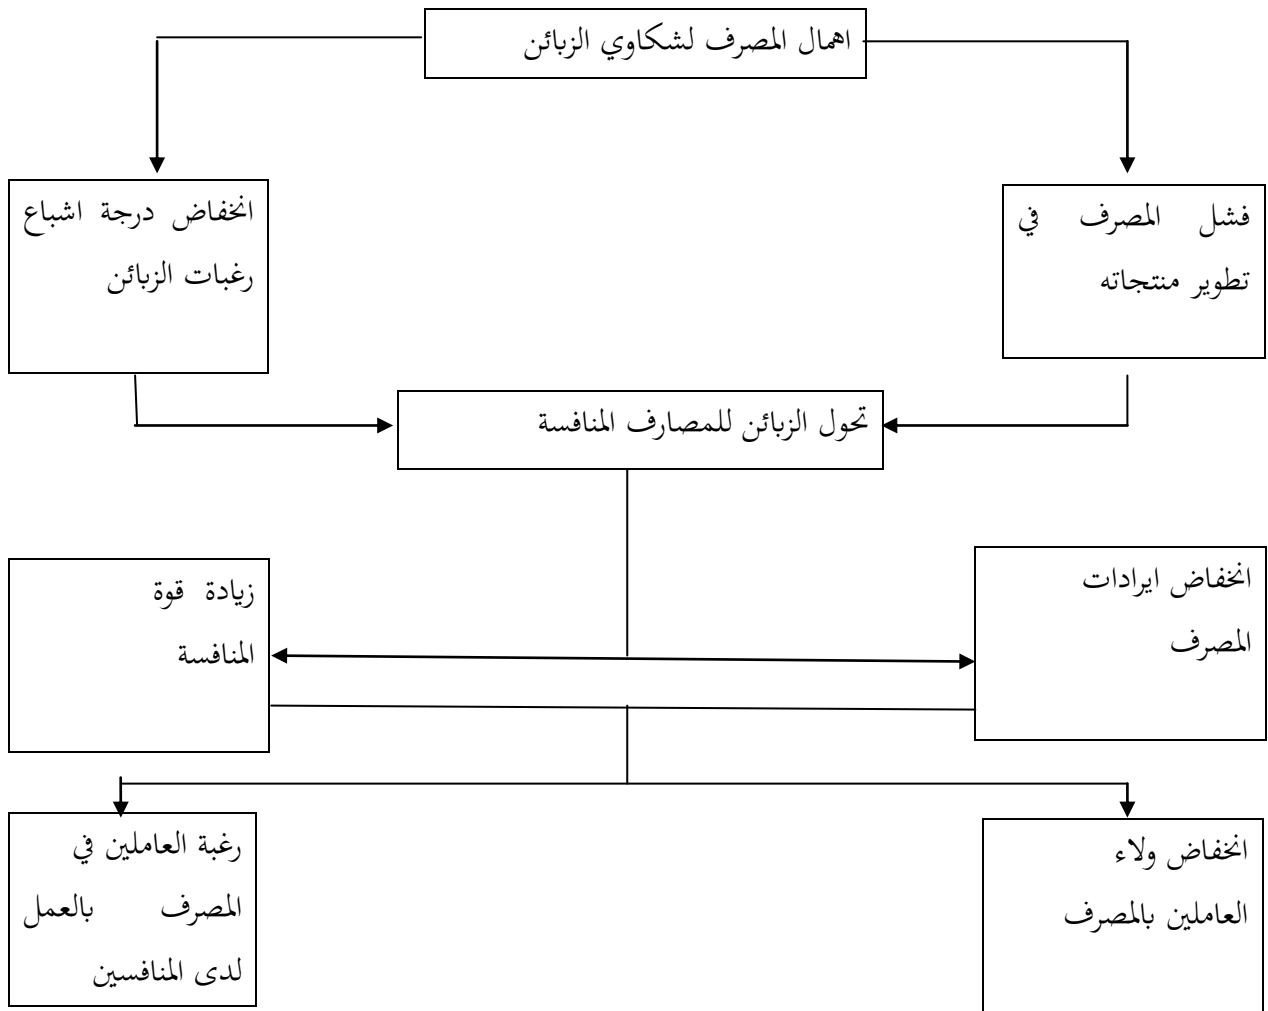 اهمال المصرف لشكاوي الزبائن
فشل المصرف في
تطوير منتجاته
انخفاض درجة اشباع
رغبات الزبائن
تحول الزبائن للمصارف المنافسة
انخفاض ايرادات
المصرف
زيادة قوة
المنافسة
انخفاض ولاء
العاملين بالمصرف
رغبة العاملين في
المصرف بالعمل
لدى المنافسين